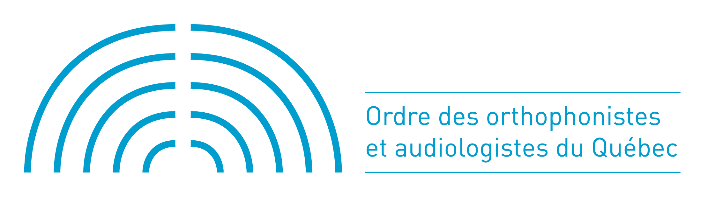 Ordre des orthophonistes
et audiologistes du Québec